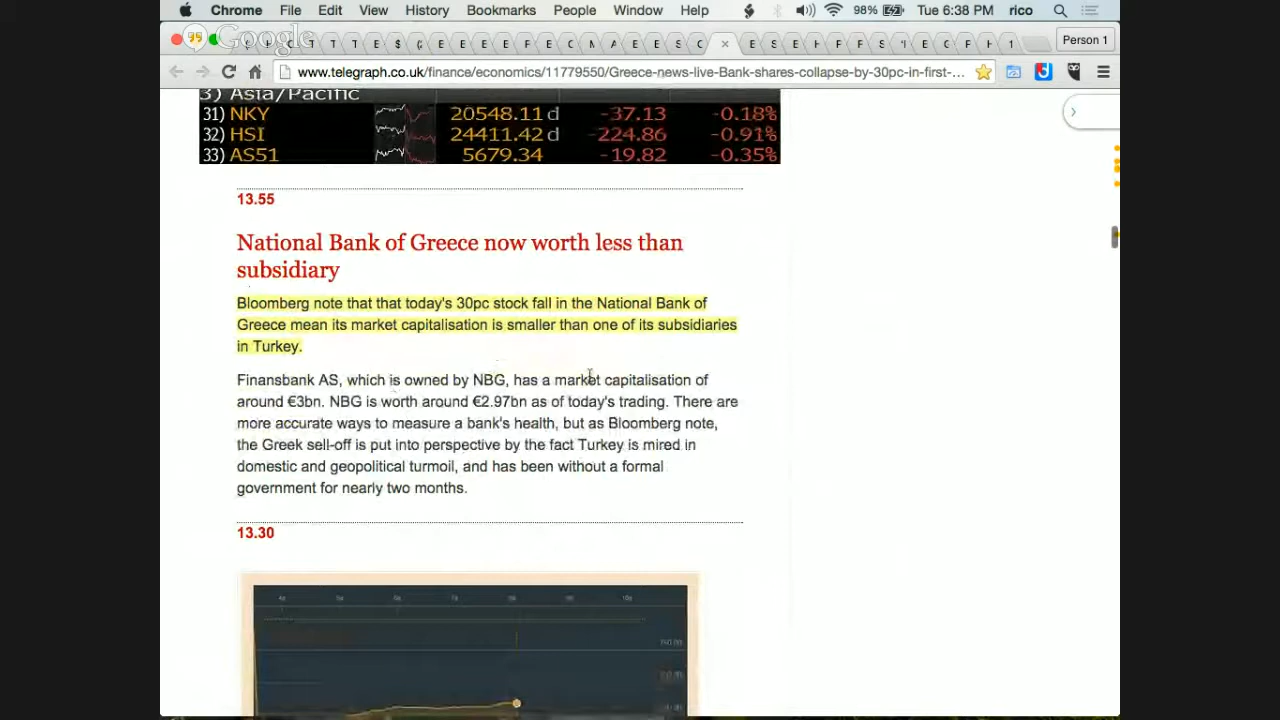 Chrome File Edit View History Bookmarks People Window Help 98% Tue 6:38 PM rico
Google
T T T E $ E E E E F E C M A E E S C E S E H F F S E C F H 1 Person 1
www.telegraph.co.uk/finance/economics/11779550/Greece-news-live-Bank-shares-collapse-by-30pc-in-first-...
3) Asia/Pacific
31) NKY 20548.11 d -37.13 -0.18%
32) HSI 24411.42 d -224.86 -0.91%
33) AS51 5679.34 -19.82 -0.35%
13.55
National Bank of Greece now worth less than
subsidiary
Bloomberg note that that today's 30pc stock fall in the National Bank of
Greece mean its market capitalisation is smaller than one of its subsidiaries
in Turkey.
Finansbank AS, which is owned by NBG, has a market capitalisation of
around €3bn. NBG is worth around €2.97bn as of today's trading. There are
more accurate ways to measure a bank's health, but as Bloomberg note,
the Greek sell-off is put into perspective by the fact Turkey is mired in
domestic and geopolitical turmoil, and has been without a formal
government for nearly two months.
13.30